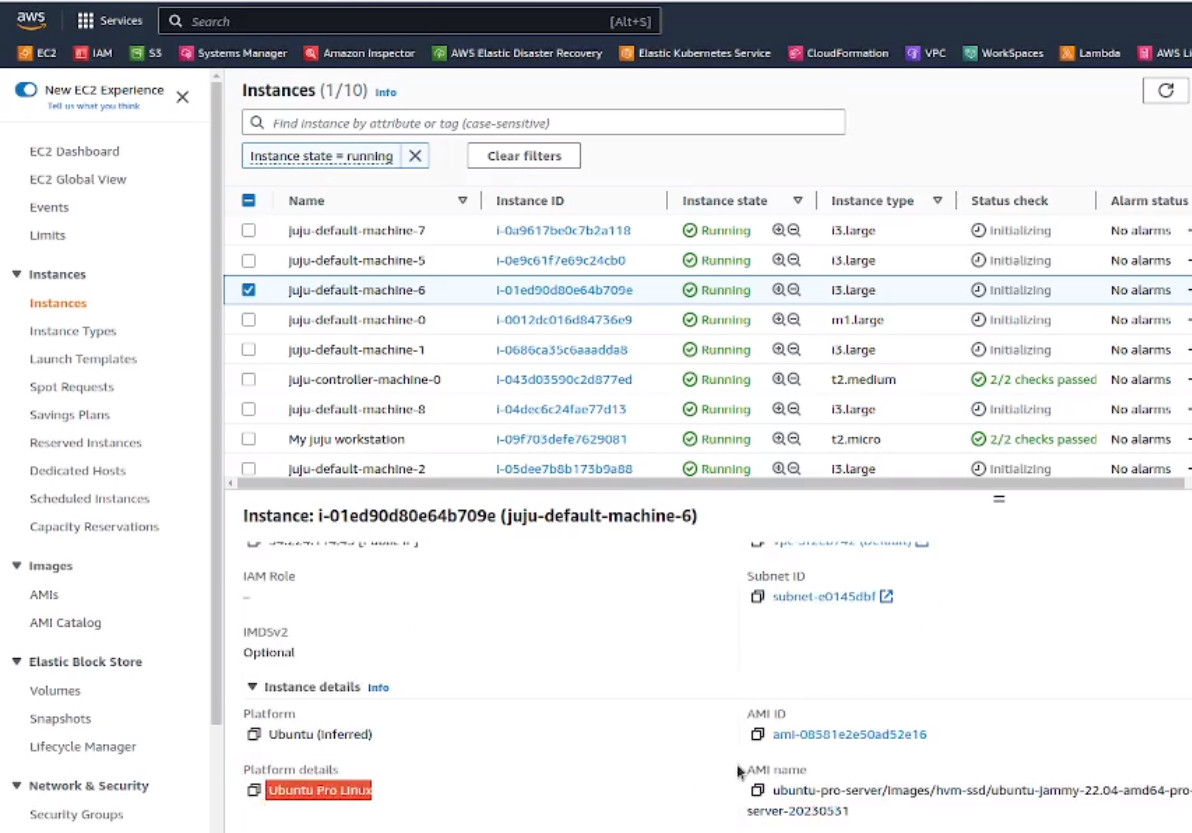 aws Services Search [Alt+S]
EC2 IAM S3 Systems Manager Amazon Inspector AWS Elastic Disaster Recovery Elastic Kubernetes Service CloudFormation VPC WorkSpaces Lambda AWS Li
New EC2 Experience
Tell us what you think
EC2 Dashboard
EC2 Global View
Events
Limits
Instances
Instances
Instance Types
Launch Templates
Spot Requests
Savings Plans
Reserved Instances
Dedicated Hosts
Scheduled Instances
Capacity Reservations
Images
AMIs
AMI Catalog
Elastic Block Store
Volumes
Snapshots
Lifecycle Manager
Network & Security
Security Groups
Instances (1/10) Info
Find instance by attribute or tag (case-sensitive)
Instance state = running Clear filters
Name Instance ID Instance state Instance type Status check Alarm status
juju-default-machine-7 i-0a9617be0c7b2a118 Running i3.large Initializing No alarms
juju-default-machine-5 i-0e9c61f7e69c24cb0 Running i3.large Initializing No alarms
juju-default-machine-6 i-01ed90d80e64b709e Running i3.large Initializing No alarms
juju-default-machine-0 i-0012dc016d84736e9 Running m1.large Initializing No alarms
juju-default-machine-1 i-0686ca35c6aaadda8 Running i3.large Initializing No alarms
juju-controller-machine-0 i-043d03590c2d877ed Running t2.medium 2/2 checks passed No alarms
juju-default-machine-8 i-04dec6c24fae77d13 Running i3.large Initializing No alarms
My juju workstation i-09f703defe7629081 Running t2.micro 2/2 checks passed No alarms
juju-default-machine-2 i-05dee7b8b173b9a88 Running i3.large Initializing No alarms
Instance: i-01ed90d80e64b709e (juju-default-machine-6)
IAM Role
–
IMDSv2
Optional
Subnet ID
subnet-e0145dbf
Instance details Info
Platform
Ubuntu (Inferred)
Platform details
Ubuntu Pro Linux
AMI ID
ami-08581e2e50ad52e16
AMI name
ubuntu-pro-server/images/hvm-ssd/ubuntu-jammy-22.04-amd64-pro-
server-20230531